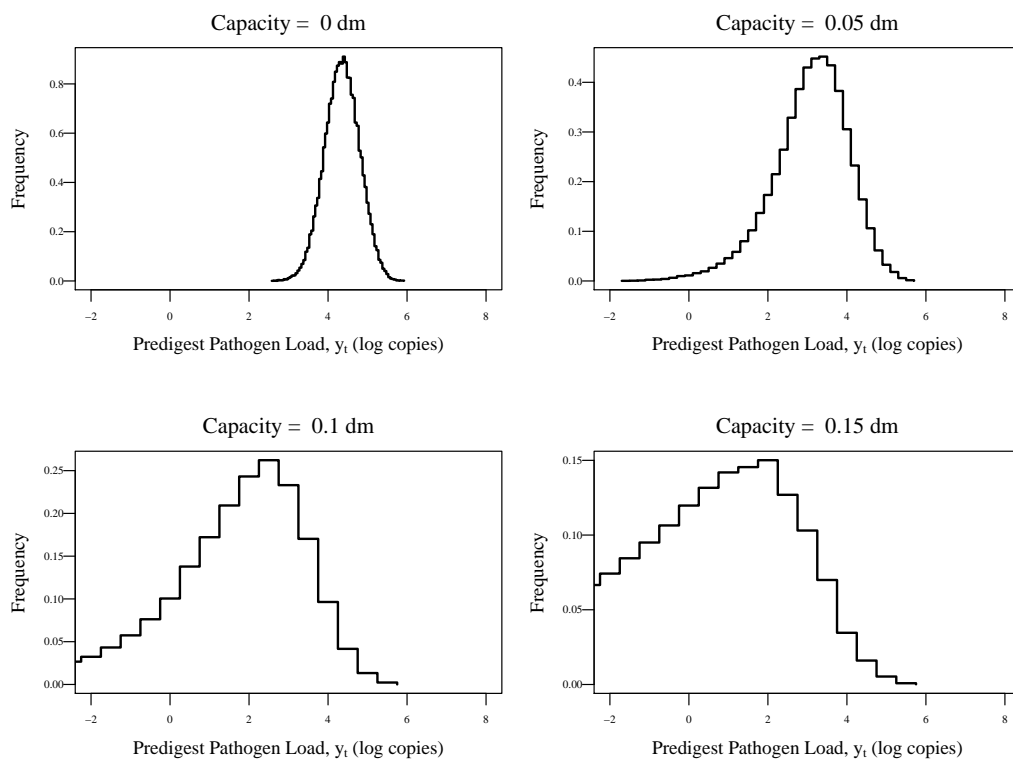 Capacity = 0 dm
Frequency
0.8
0.6
0.4
0.2
0.0
−2 0 2 4 6 8
Predigest Pathogen Load, yt (log copies)
Capacity = 0.05 dm
Frequency
0.4
0.3
0.2
0.1
0.0
−2 0 2 4 6 8
Predigest Pathogen Load, yt (log copies)
Capacity = 0.1 dm
Frequency
0.25
0.20
0.15
0.10
0.05
0.00
−2 0 2 4 6 8
Predigest Pathogen Load, yt (log copies)
Capacity = 0.15 dm
Frequency
0.15
0.10
0.05
0.00
−2 0 2 4 6 8
Predigest Pathogen Load, yt (log copies)